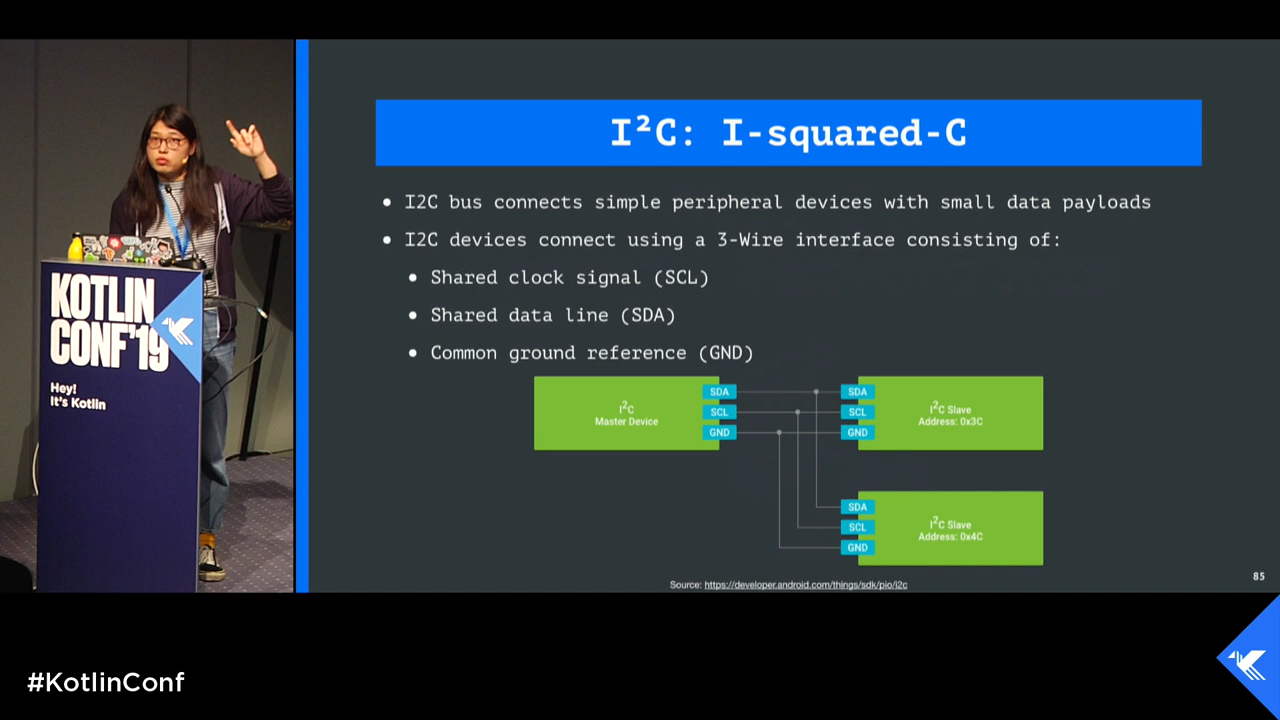 I²C: I-squared-C
• I2C bus connects simple peripheral devices with small data payloads
• I2C devices connect using a 3-Wire interface consisting of:
• Shared clock signal (SCL)
• Shared data line (SDA)
• Common ground reference (GND)
I²C
Master Device
SDA
SCL
GND
SDA
SCL
GND
I²C Slave
Address: 0x3C
SDA
SCL
GND
I²C Slave
Address: 0x4C
Source: https://developer.android.com/things/sdk/pio/i2c
85
KOTLIN
CONF'19
Hey!
It's Kotlin
#KotlinConf